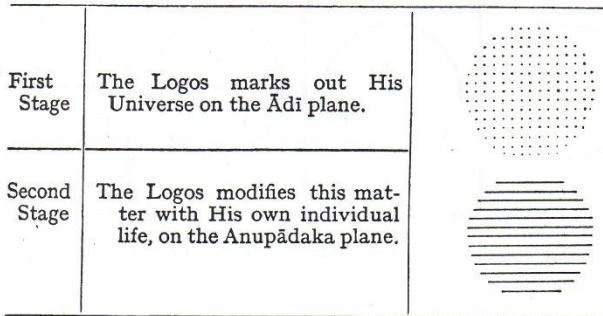 First
Stage
The Logos marks out His
Universe on the Ādī plane.
Second
Stage
The Logos modifies this mat-
ter with His own individual
life, on the Anupādaka plane.